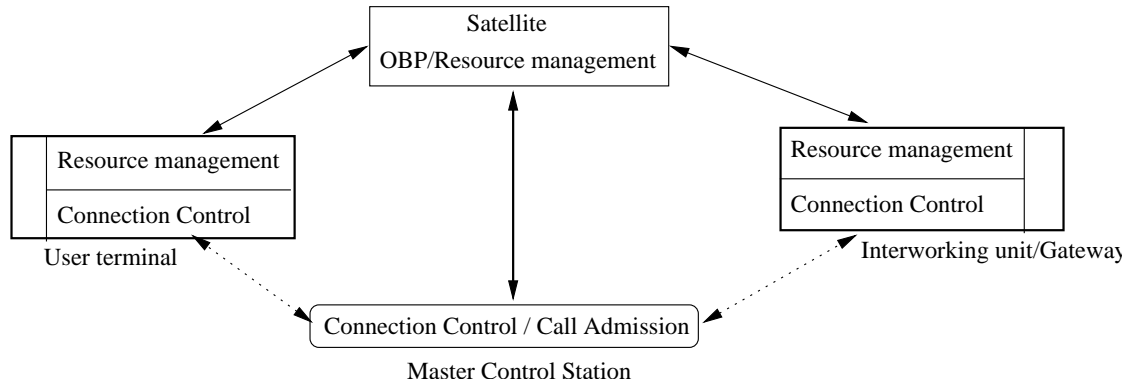 Satellite
OBP/Resource management
Resource management
Connection Control
User terminal
Resource management
Connection Control
Interworking unit/Gateway
Connection Control / Call Admission
Master Control Station